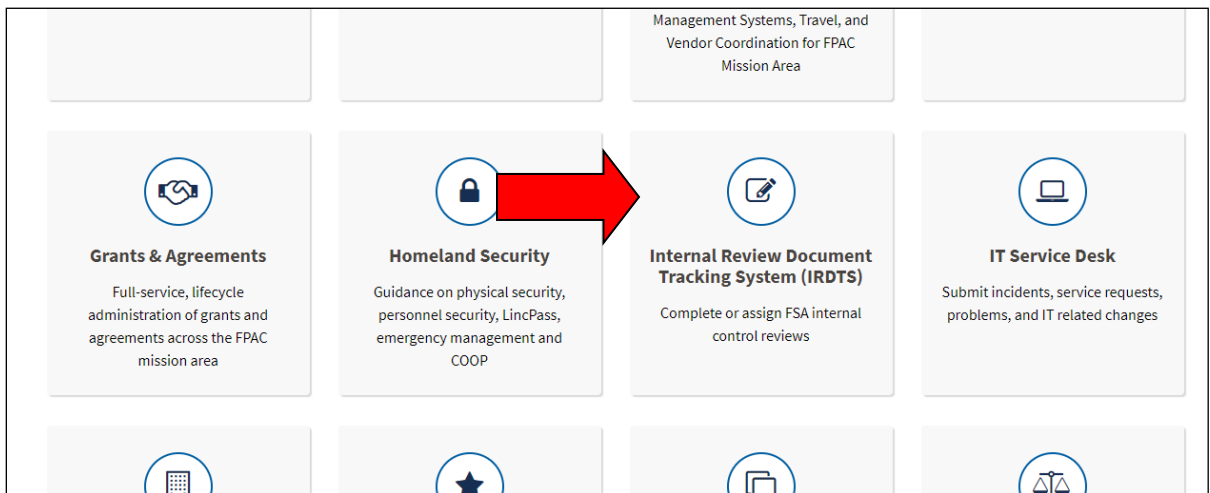 Management Systems, Travel, and
Vendor Coordination for FPAC
Mission Area
Grants & Agreements
Full-service, lifecycle
administration of grants and
agreements across the FPAC
mission area
Homeland Security
Guidance on physical security,
personnel security, LincPass,
emergency management and
COOP
Internal Review Document
Tracking System (IRDTS)
Complete or assign FSA internal
control reviews
IT Service Desk
Submit incidents, service requests,
problems, and IT related changes